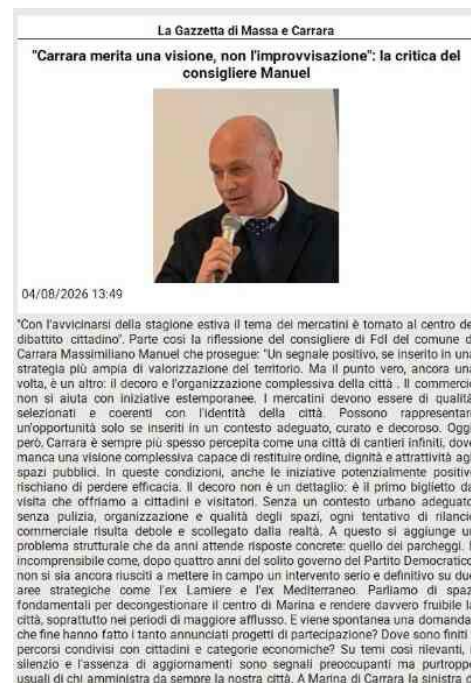 La Gazzetta di Massa e Carrara
"Carrara merita una visione, non l'improvvisazione": la critica del
consigliere Manuel
04/08/2026 13:49
"Con l'avvicinarsi della stagione estiva il tema dei mercatini è tornato al centro de
dibattito cittadino". Parte così la riflessione del consigliere di FdI del comune d
Carrara Massimiliano Manuel che prosegue: "Un segnale positivo, se inserito in una
strategia più ampia di valorizzazione del territorio. Ma il punto vero, ancora una
volta, è un altro: il decoro e l'organizzazione complessiva della città . Il commercio
non si aiuta con iniziative estemporanee. I mercatini devono essere di qualità
selezionati e coerenti con l'identità della città. Possono rappresentare
un'opportunità solo se inseriti in un contesto adeguato, curato e decoroso. Oggi
però, Carrara è sempre più spesso percepita come una città di cantieri infiniti, dove
manca una visione complessiva capace di restituire ordine, dignità e attrattività agl
spazi pubblici. In queste condizioni, anche le iniziative potenzialmente positive
rischiano di perdere efficacia. Il decoro non è un dettaglio: è il primo biglietto da
visita che offriamo a cittadini e visitatori. Senza un contesto urbano adeguato
senza pulizia, organizzazione e qualità degli spazi, ogni tentativo di rilancio
commerciale risulta debole e scollegato dalla realtà. A questo si aggiunge un
problema strutturale che da anni attende risposte concrete: quello dei parcheggi.
incomprensibile come, dopo quattro anni del solito governo del Partito Democratico
non si sia ancora riusciti a mettere in campo un intervento serio e definitivo su due
aree strategiche come l'ex Lamiere e l'ex Mediterraneo. Parliamo di spazi
fondamentali per decongestionare il centro di Marina e rendere davvero fruibile la
città, soprattutto nei periodi di maggiore afflusso. E viene spontanea una domanda
che fine hanno fatto i tanto annunciati progetti di partecipazione? Dove sono finiti
percorsi condivisi con cittadini e categorie economiche? Su temi così rilevanti,
silenzio e l'assenza di aggiornamenti sono segnali preoccupanti ma purtroppo
usuali di chi amministra da sempre la nostra città. A Marina di Carrara la sinistra